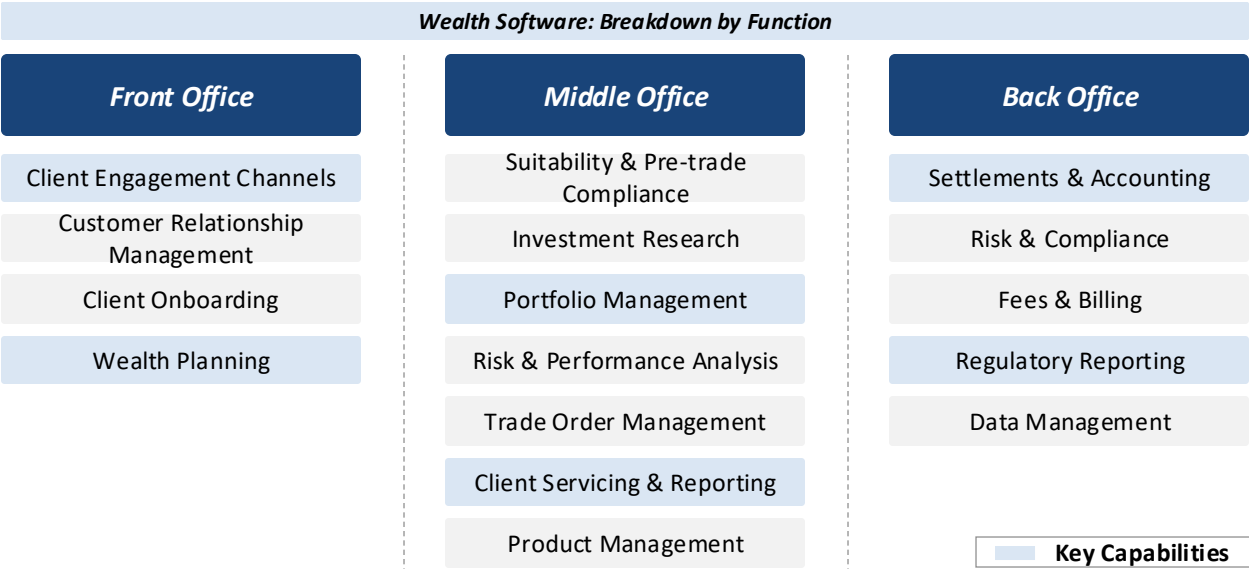 Wealth Software: Breakdown by Function
Front Office
Client Engagement Channels
Customer Relationship
Management
Client Onboarding
Wealth Planning
Middle Office
Suitability & Pre-trade
Compliance
Investment Research
Portfolio Management
Risk & Performance Analysis
Trade Order Management
Client Servicing & Reporting
Product Management
Back Office
Settlements & Accounting
Risk & Compliance
Fees & Billing
Regulatory Reporting
Data Management
Key Capabilities